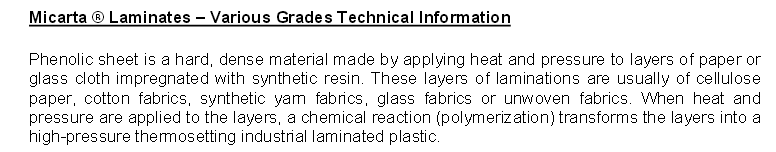 Micarta ® Laminates – Various Grades Technical Information
Phenolic sheet is a hard, dense material made by applying heat and pressure to layers of paper or
glass cloth impregnated with synthetic resin. These layers of laminations are usually of cellulose
paper, cotton fabrics, synthetic yarn fabrics, glass fabrics or unwoven fabrics. When heat and
pressure are applied to the layers, a chemical reaction (polymerization) transforms the layers into a
high-pressure thermosetting industrial laminated plastic.